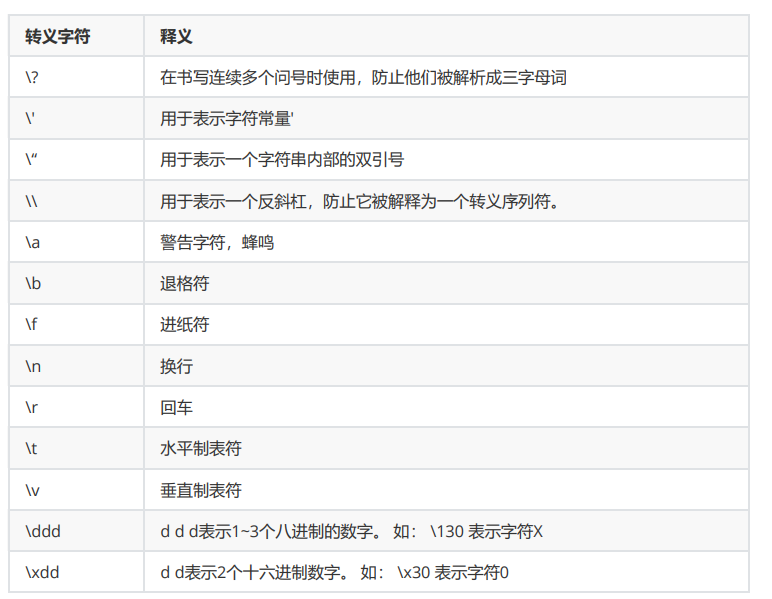 转义字符 释义
\? 在书写连续多个问号时使用，防止他们被解析成三字母词
\' 用于表示字符常量'
\“ 用于表示一个字符串内部的双引号
\\ 用于表示一个反斜杠，防止它被解释为一个转义序列符。
\a 警告字符，蜂鸣
\b 退格符
\f 进纸符
\n 换行
\r 回车
\t 水平制表符
\v 垂直制表符
\ddd d d d表示1~3个八进制的数字。 如： \130 表示字符X
\xdd d d表示2个十六进制数字。 如： \x30 表示字符0